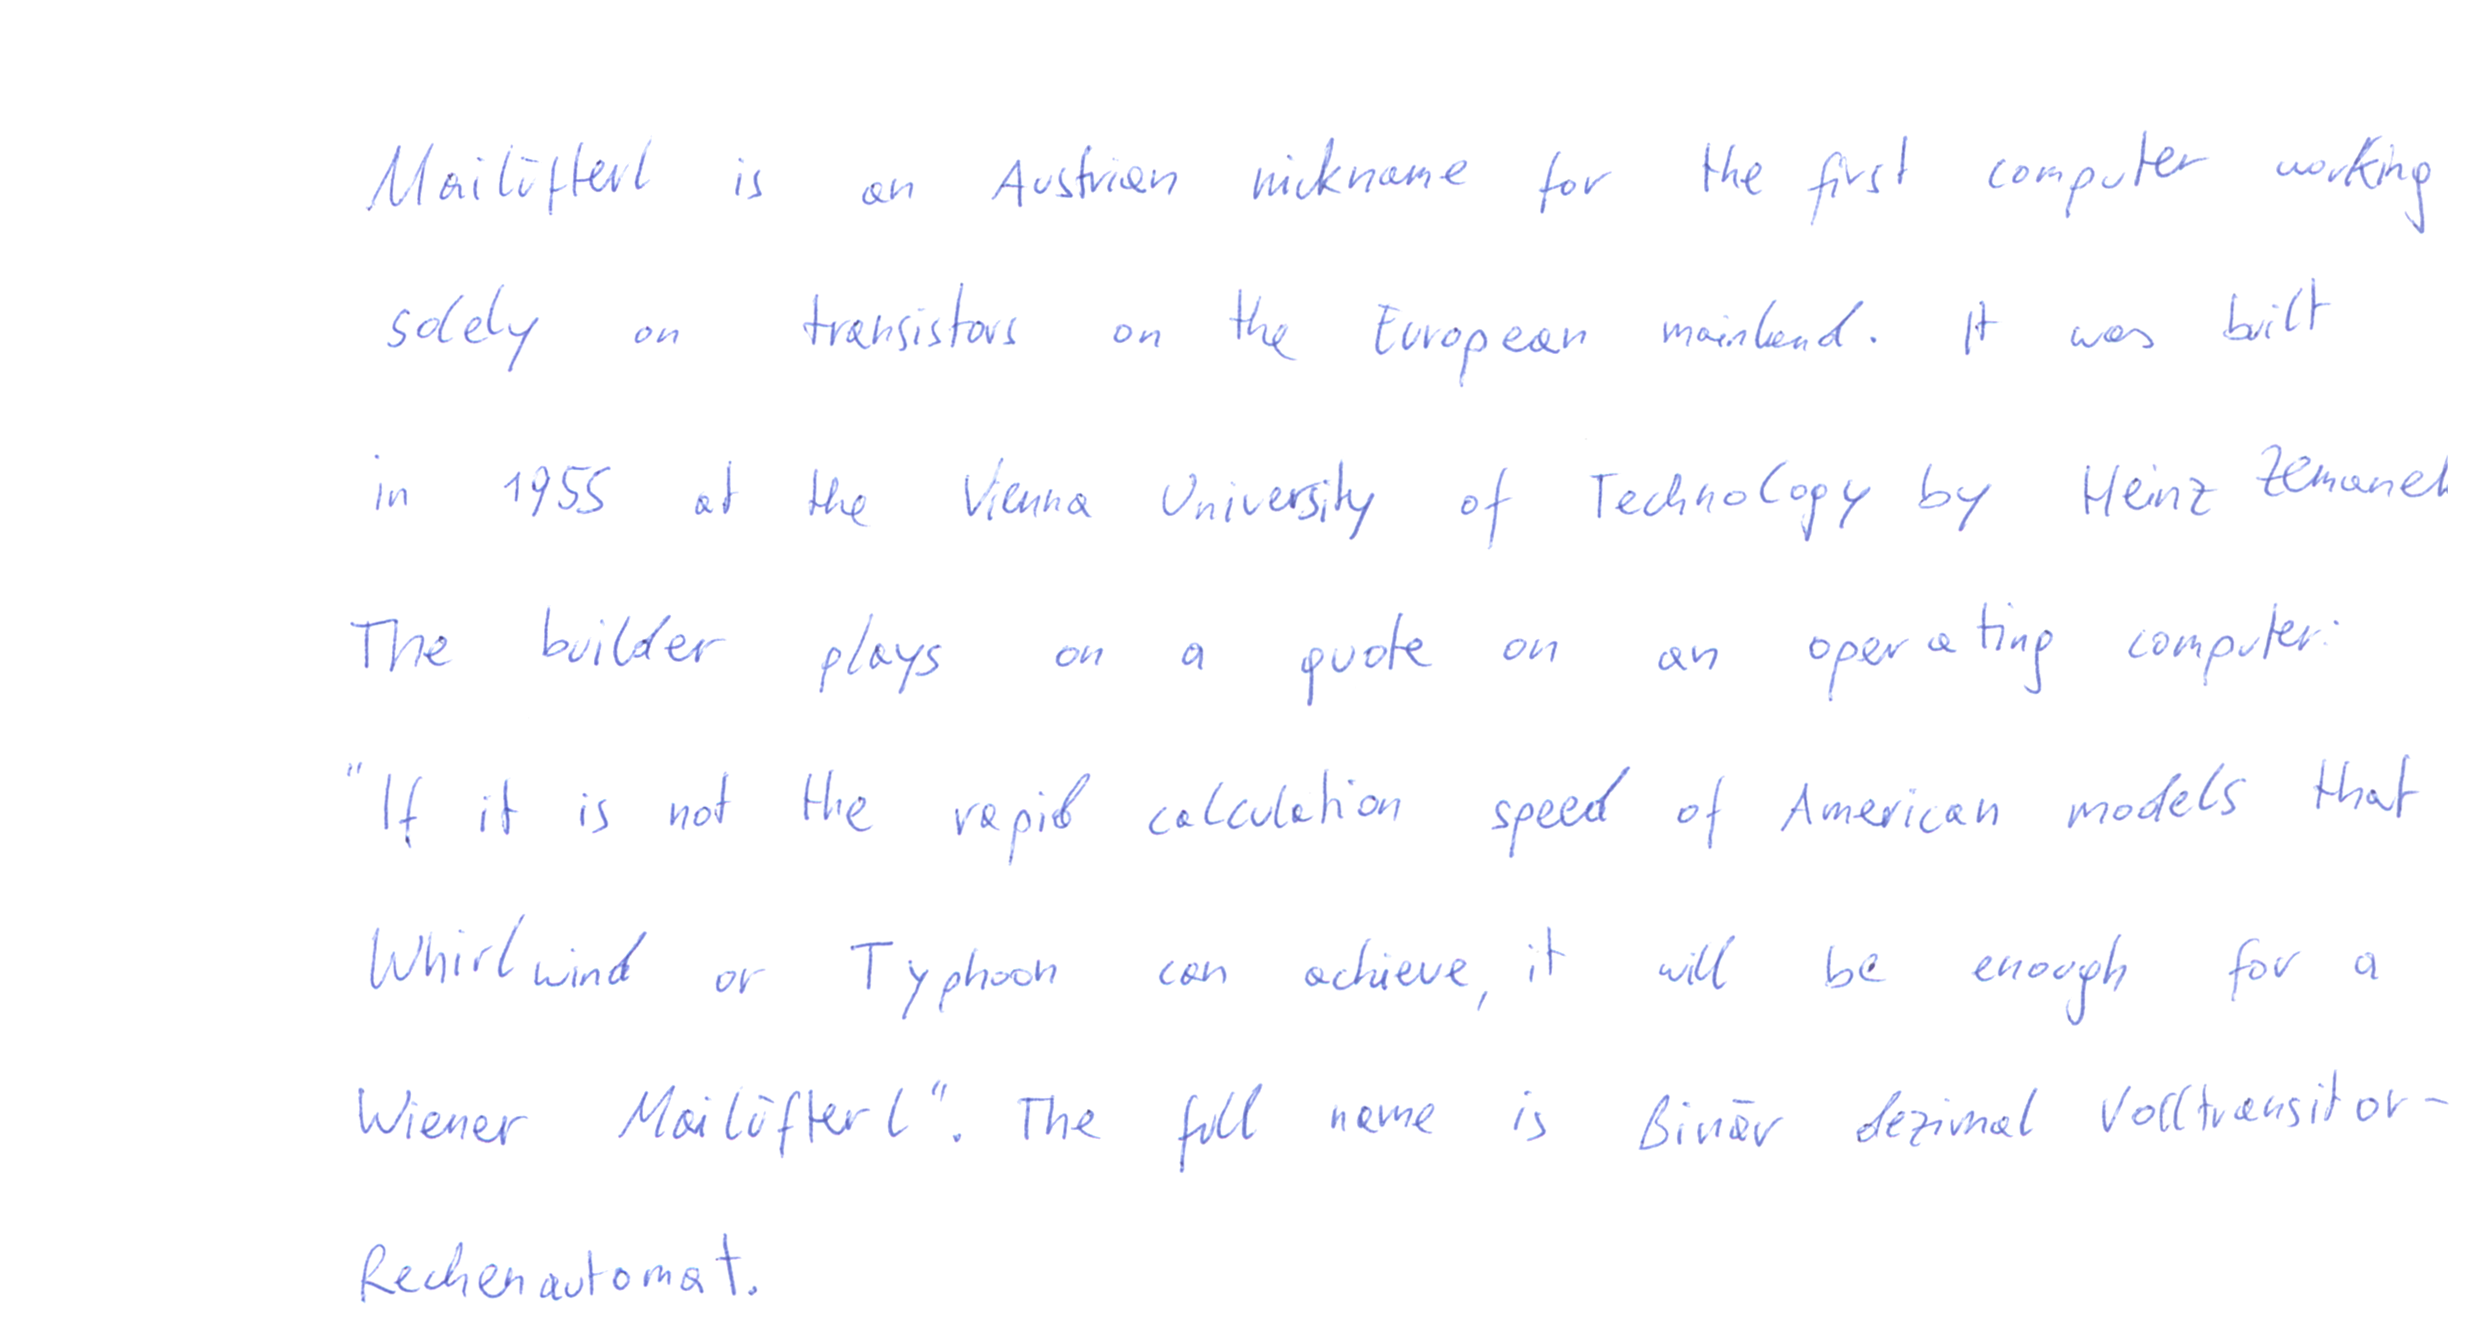 Mailüfterl is an Austrian nickname for the first computer working
solely on transistors on the European mainland. It was built
in 1955 at the Vienna University of Technology by Heinz Zemanek
The builder plays on a quote on an operating computer:
"If it is not the rapid calculation speed of American models that
Whirlwind or Typhoon can achieve, it will be enough for a
Wiener Mailüfterl". The full name is Binär dezimal Volltransitor-
Rechenautomat.